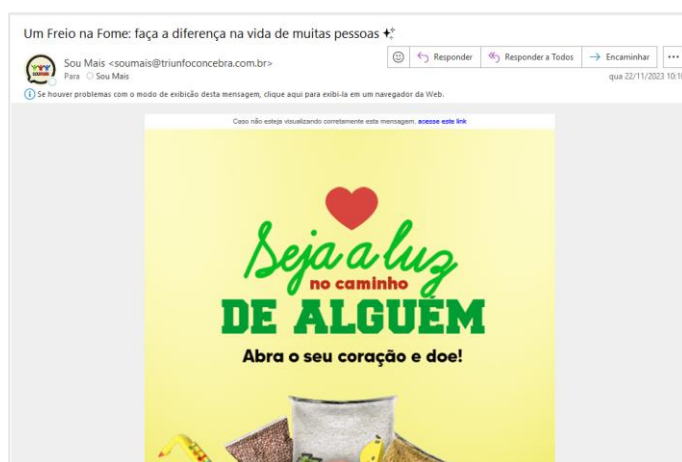 Um Freio na Fome: faça a diferença na vida de muitas pessoas
Sou Mais <soumais@triunfoconcebra.com.br>
Para Sou Mais
Responder
Responder a Todos
Encaminhar
qua 22/11/2023 10:1
Se houver problemas com o modo de exibição desta mensagem, clique aqui para exibi-la em um navegador da Web.
Caso não esteja visualizando corretamente esta mensagem, acesse este link
Seja a luz
no caminho
DE ALGUÉM
Abra o seu coração e doe!